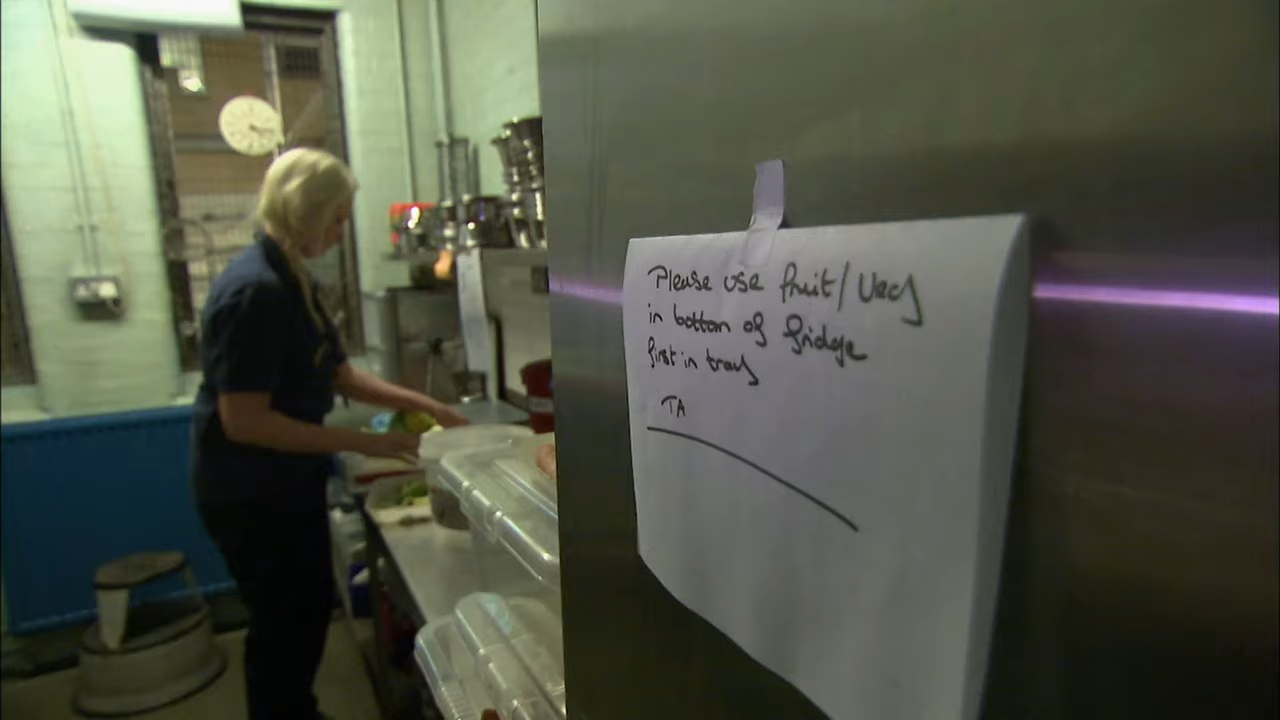 Please use fruit/Veg
in bottom of fridge
first in tray
TA